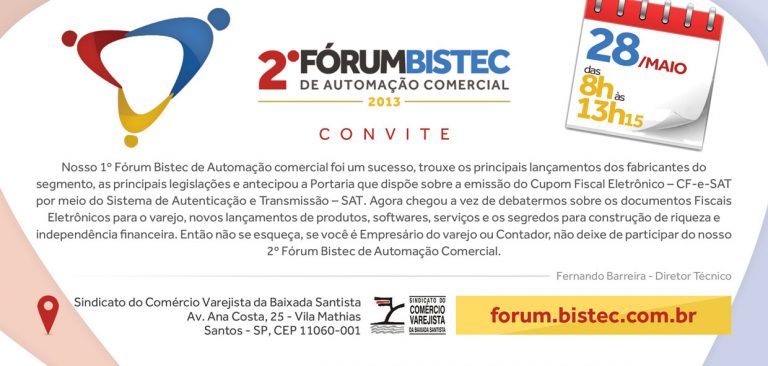 2º FÓRUMBISTEC
DE AUTOMAÇÃO COMERCIAL
2013
CONVITE
28/MAIO
das
8h às
13h15
Nosso 1º Fórum Bistec de Automação comercial foi um sucesso, trouxe os principais lançamentos dos fabricantes do
segmento, as principais legislações e antecipou a Portaria que dispõe sobre a emissão do Cupom Fiscal Eletrônico – CF-e-SAT
por meio do Sistema de Autenticação e Transmissão – SAT. Agora chegou a vez de debatermos sobre os documentos Fiscais
Eletrônicos para o varejo, novos lançamentos de produtos, softwares, serviços e os segredos para construção de riqueza e
independência financeira. Então não se esqueça, se você é Empresário do varejo ou Contador, não deixe de participar do nosso
2º Fórum Bistec de Automação Comercial.
Fernando Barreira - Diretor Técnico
Sindicato do Comércio Varejista da Baixada Santista
Av. Ana Costa, 25 - Vila Mathias
Santos - SP, CEP 11060-001
SINDICATO DO
COMÉRCIO
VAREJISTA
DA BAIXADA SANTISTA
forum.bistec.com.br